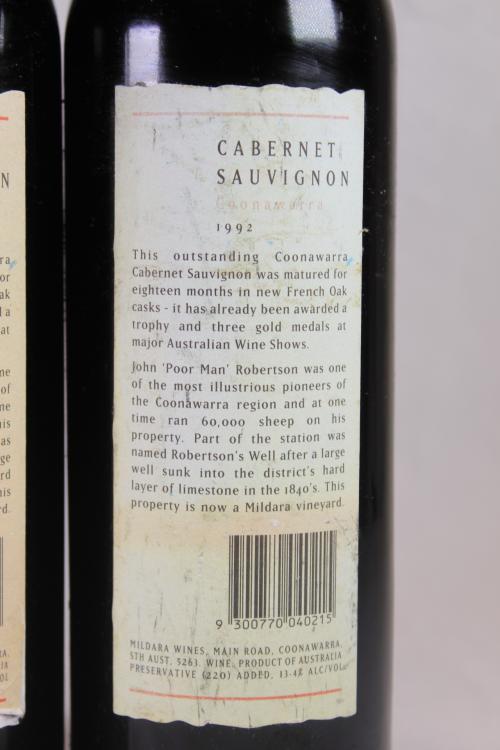 CABERNET
SAUVIGNON
Coonawarra
1992
This outstanding Coonawarra
Cabernet Sauvignon was matured for
eighteen months in new French Oak
casks - it has already been awarded a
trophy and three gold medals at
major Australian Wine Shows.
John 'Poor Man' Robertson was one
of the most illustrious pioneers of
the Coonawarra region and at one
time ran 60,000 sheep on his
property. Part of the station was
named Robertson's Well after a large
well sunk into the district's hard
layer of limestone in the 1840's. This
property is now a Mildara vineyard.
9 300770 040215
MILDARA WINES, MAIN ROAD, COONAWARRA,
STH AUST. 5263. WINE, PRODUCT OF AUSTRALIA
PRESERVATIVE (220) ADDED. 13.4% ALC/VOL.